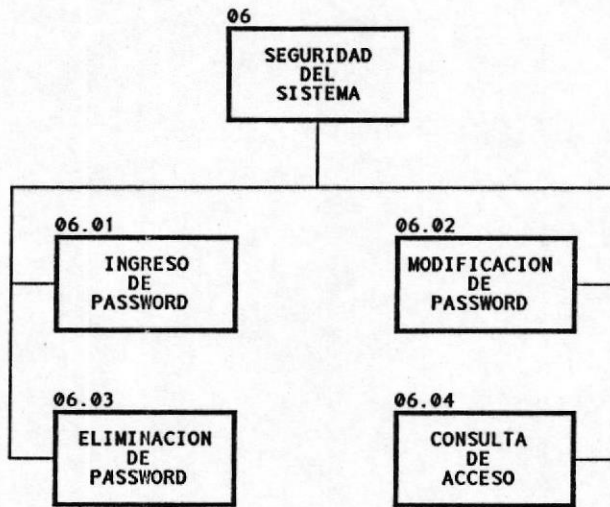 06
SEGURIDAD
DEL
SISTEMA
06.01
INGRESO
DE
PASSWORD
06.02
MODIFICACION
DE
PASSWORD
06.03
ELIMINACION
DE
PASSWORD
06.04
CONSULTA
DE
ACCESO